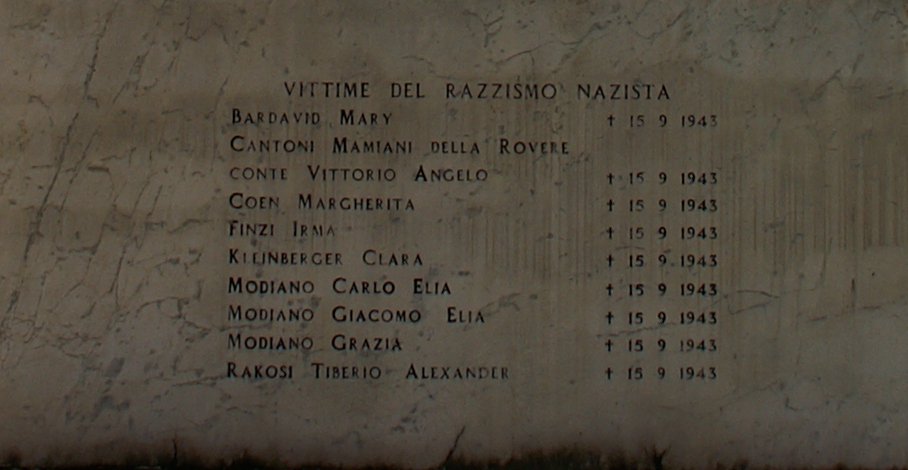 VITTIME DEL RAZZISMO NAZISTA
BARDAVID MARY † 15 9 1943
CANTONI MAMIANI DELLA ROVERE
CONTE VITTORIO ANGELO † 15 9 1943
COEN MARGHERITA † 15 9 1943
FINZI IRMA † 15 9 1943
KLEINBERGER CLARA † 15 9 1943
MODIANO CARLO ELIA † 15 9 1943
MODIANO GIACOMO ELIA † 15 9 1943
MODIANO GRAZIA † 15 9 1943
RAKOSI TIBERIO ALEXANDER † 15 9 1943